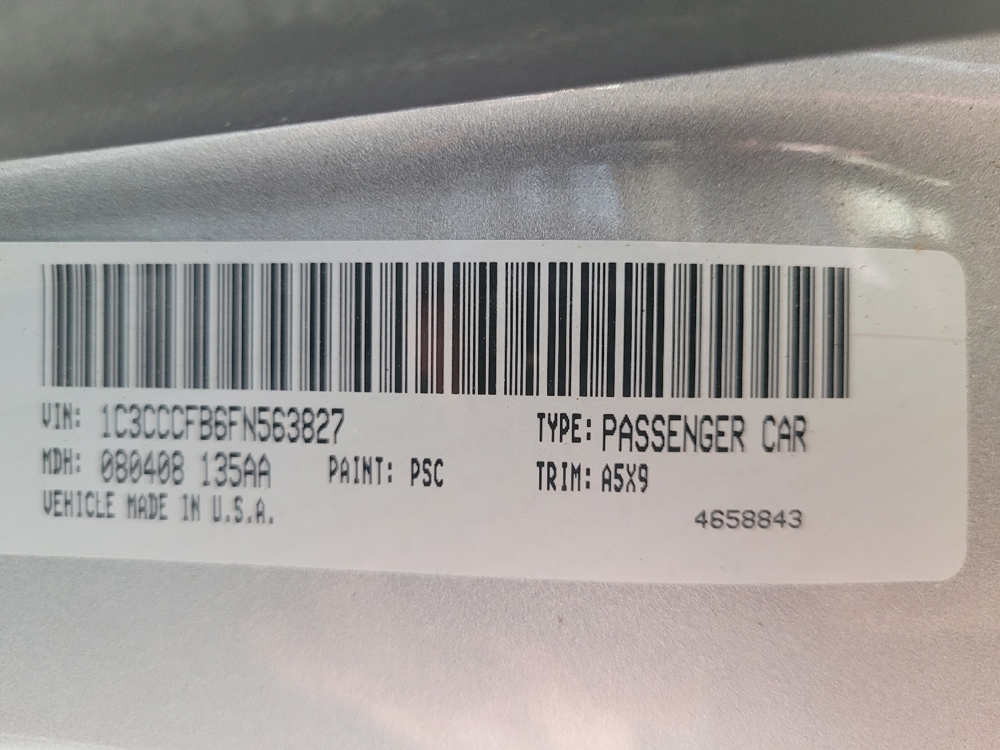 VIN: 1C3CCCFB6FN563827 TYPE: PASSENGER CAR
MDH: 080408 135AA PAINT: PSC TRIM: A5X9
VEHICLE MADE IN U.S.A. 4658843